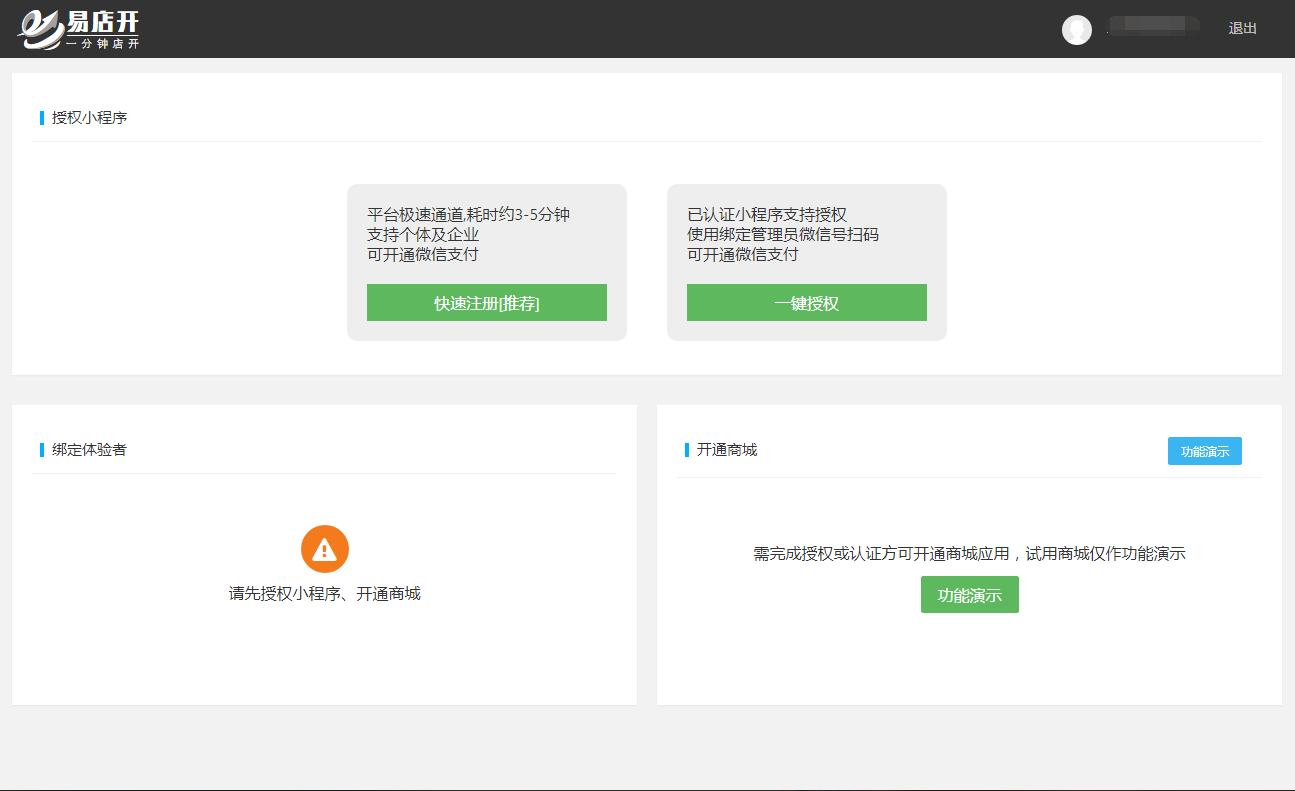 易店开
一分钟店开
退出
授权小程序
平台极速通道,耗时约3-5分钟
支持个体及企业
可开通微信支付
快速注册[推荐]
已认证小程序支持授权
使用绑定管理员微信号扫码
可开通微信支付
一键授权
绑定体验者
请先授权小程序、开通商城
开通商城
功能演示
需完成授权或认证方可开通商城应用，试用商城仅作功能演示
功能演示